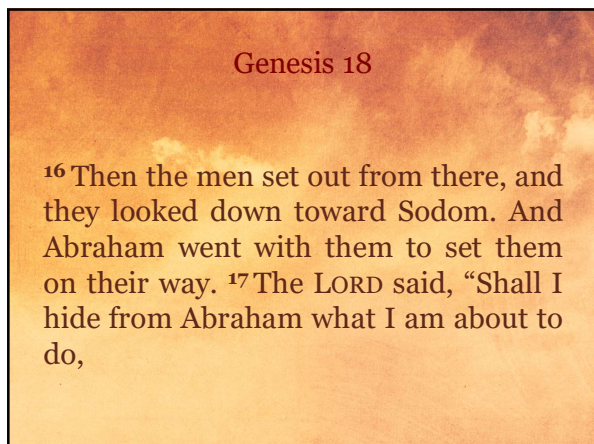 Genesis 18
16 Then the men set out from there, and
they looked down toward Sodom. And
Abraham went with them to set them
on their way. 17 The LORD said, “Shall I
hide from Abraham what I am about to
do,